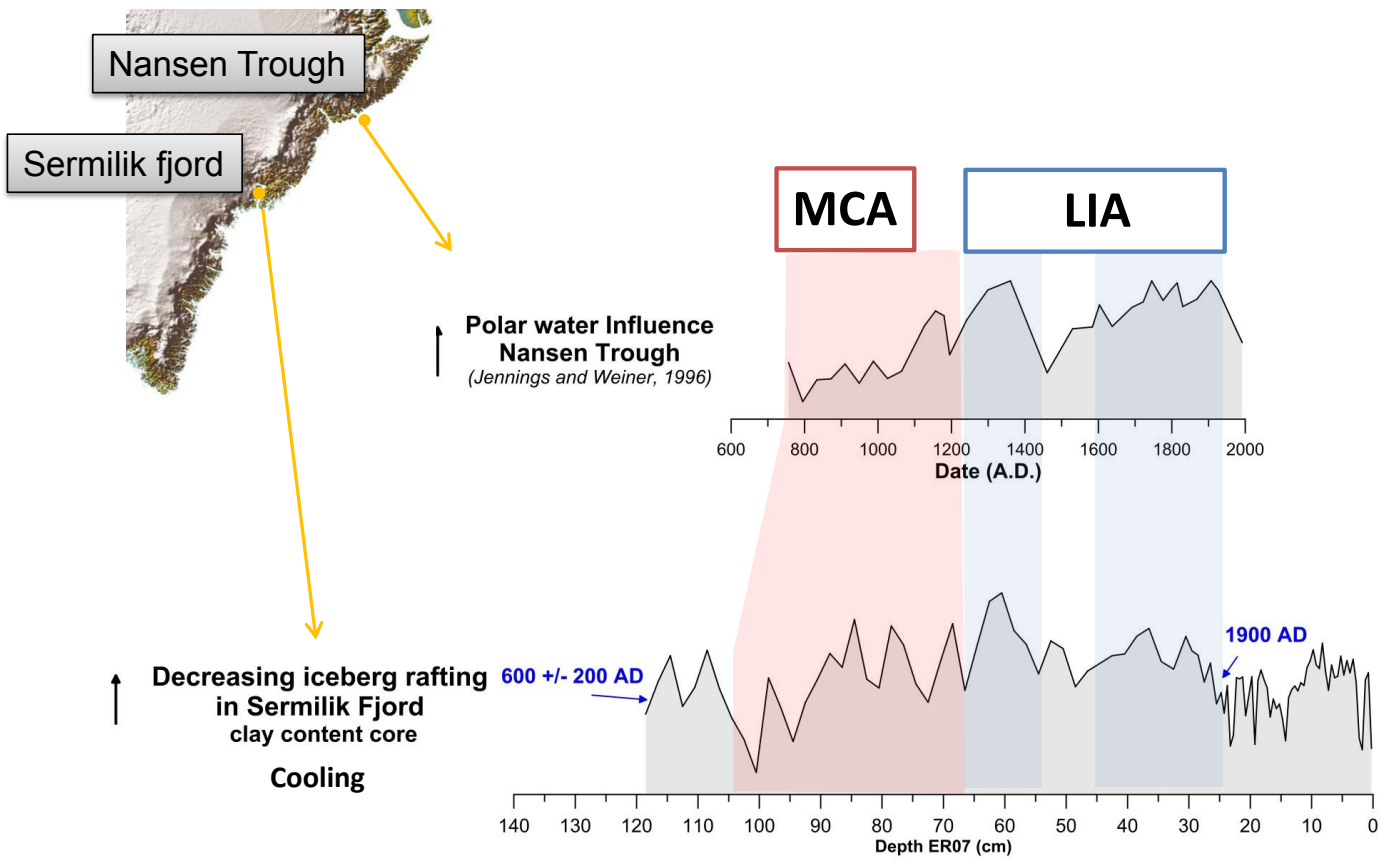 Nansen Trough
Sermilik fjord
MCA
LIA
Polar water Influence
Nansen Trough
(Jennings and Weiner, 1996)
600 800 1000 1200 1400 1600 1800 2000
Date (A.D.)
Decreasing iceberg rafting
in Sermilik Fjord
clay content core
Cooling
600 +/- 200 AD
1900 AD
140 130 120 110 100 90 80 70 60 50 40 30 20 10 0
Depth ER07 (cm)